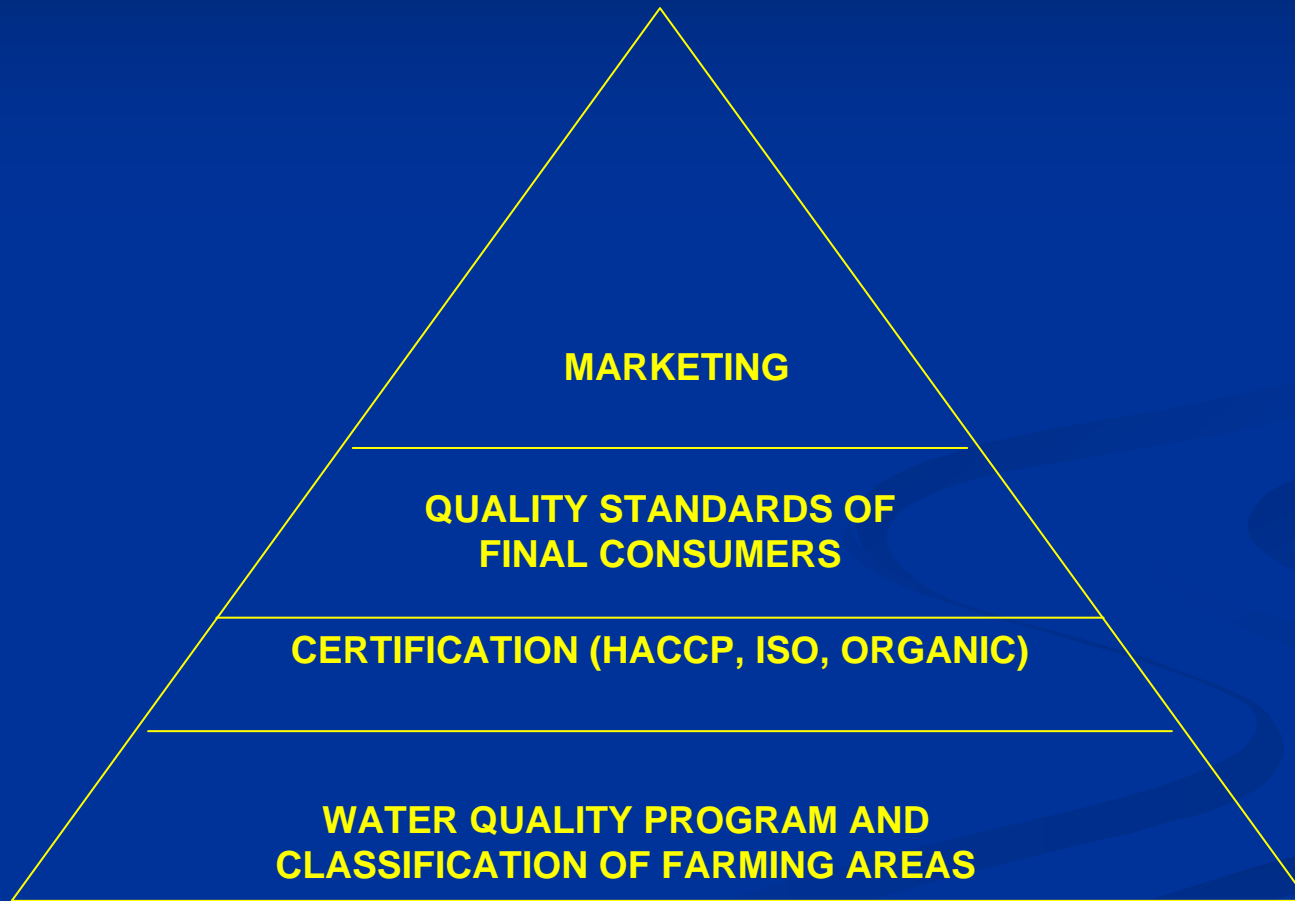 MARKETING
QUALITY STANDARDS OF
FINAL CONSUMERS
CERTIFICATION (HACCP, ISO, ORGANIC)
WATER QUALITY PROGRAM AND
CLASSIFICATION OF FARMING AREAS